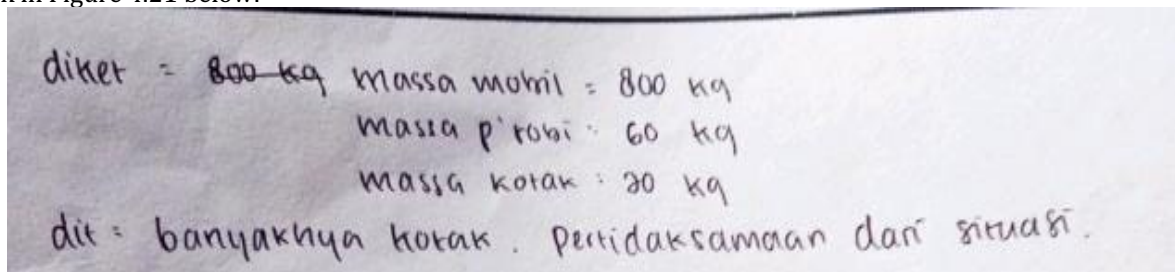 diket = 800 kg massa mobil = 800 kg
massa p'robi : 60 kg
massa kotak : 20 kg
dit : banyakhya kotak. pertidaksamaan dari situasi.